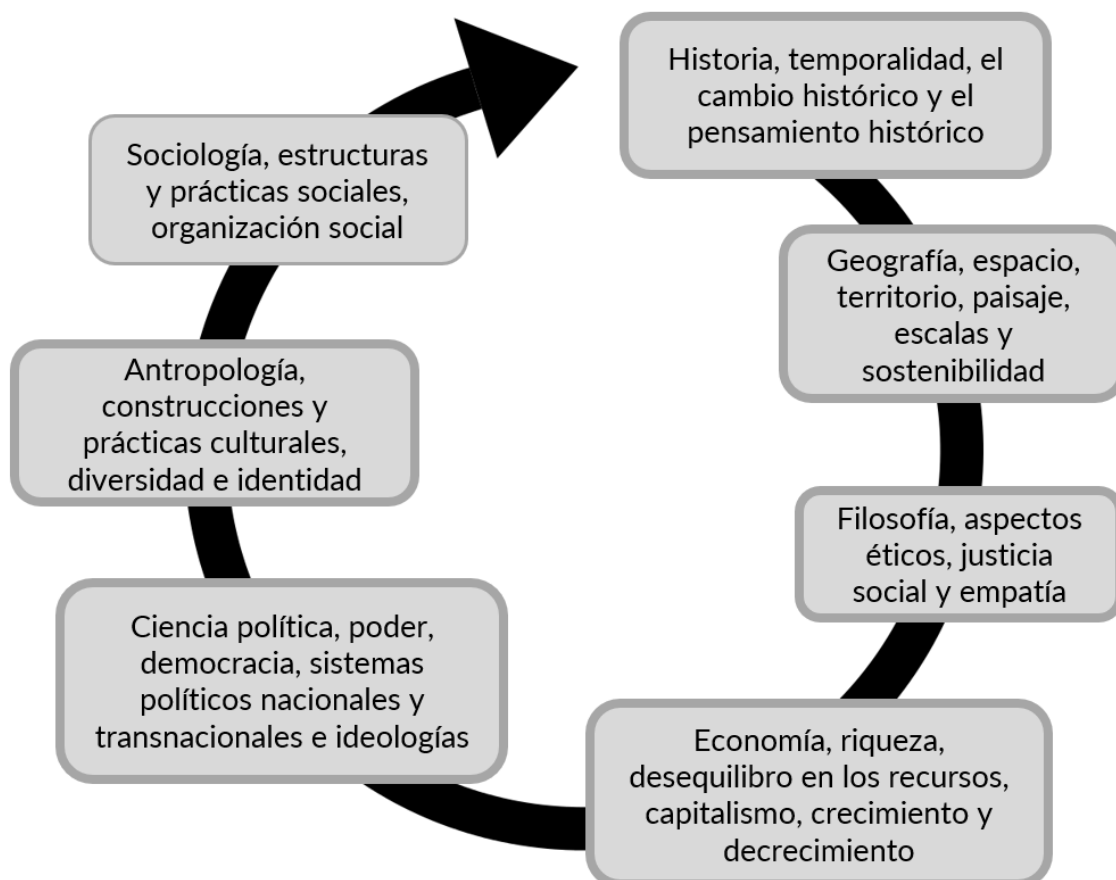 Historia, temporalidad, el
cambio histórico y el
pensamiento histórico
Geografía, espacio,
territorio, paisaje,
escalas y
sostenibilidad
Filosofía, aspectos
éticos, justicia
social y empatía
Economía, riqueza,
desequilibro en los recursos,
capitalismo, crecimiento y
decrecimiento
Ciencia política, poder,
democracia, sistemas
políticos nacionales y
transnacionales e ideologías
Antropología,
construcciones y
prácticas culturales,
diversidad e identidad
Sociología, estructuras
y prácticas sociales,
organización social